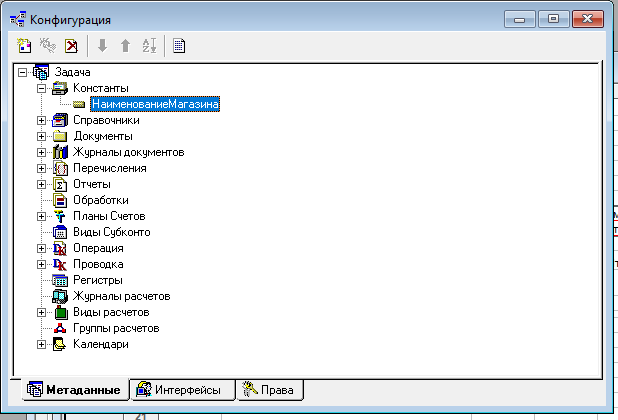 Конфигурация
Задача
Константы
НаименованиеМагазина
Справочники
Документы
Журналы документов
Перечисления
Отчеты
Обработки
Планы Счетов
Виды Субконто
Операция
Проводка
Регистры
Журналы расчетов
Виды расчетов
Группы расчетов
Календари
Метаданные Интерфейсы Права